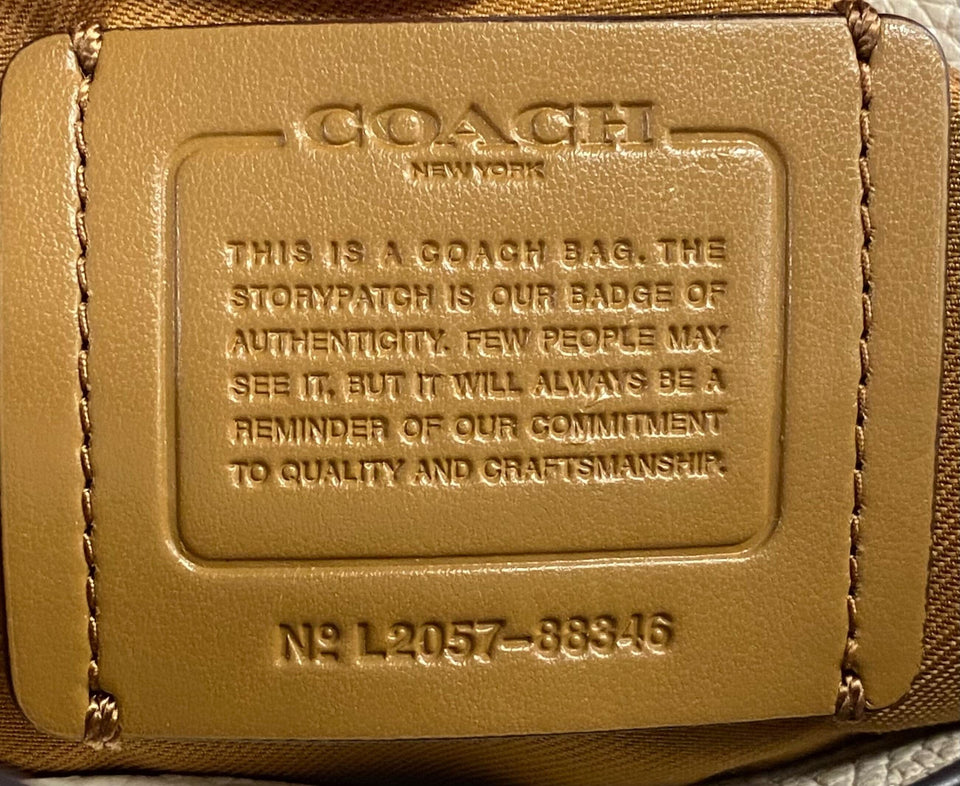 COACH
NEW YORK
THIS IS A COACH BAG. THE
STORYPATCH IS OUR BADGE OF
AUTHENTICITY. FEW PEOPLE MAY
SEE IT, BUT IT WILL ALWAYS BE A
REMINDER OF OUR COMMITMENT
TO QUALITY AND CRAFTSMANSHIP.
Nº L2057-88346